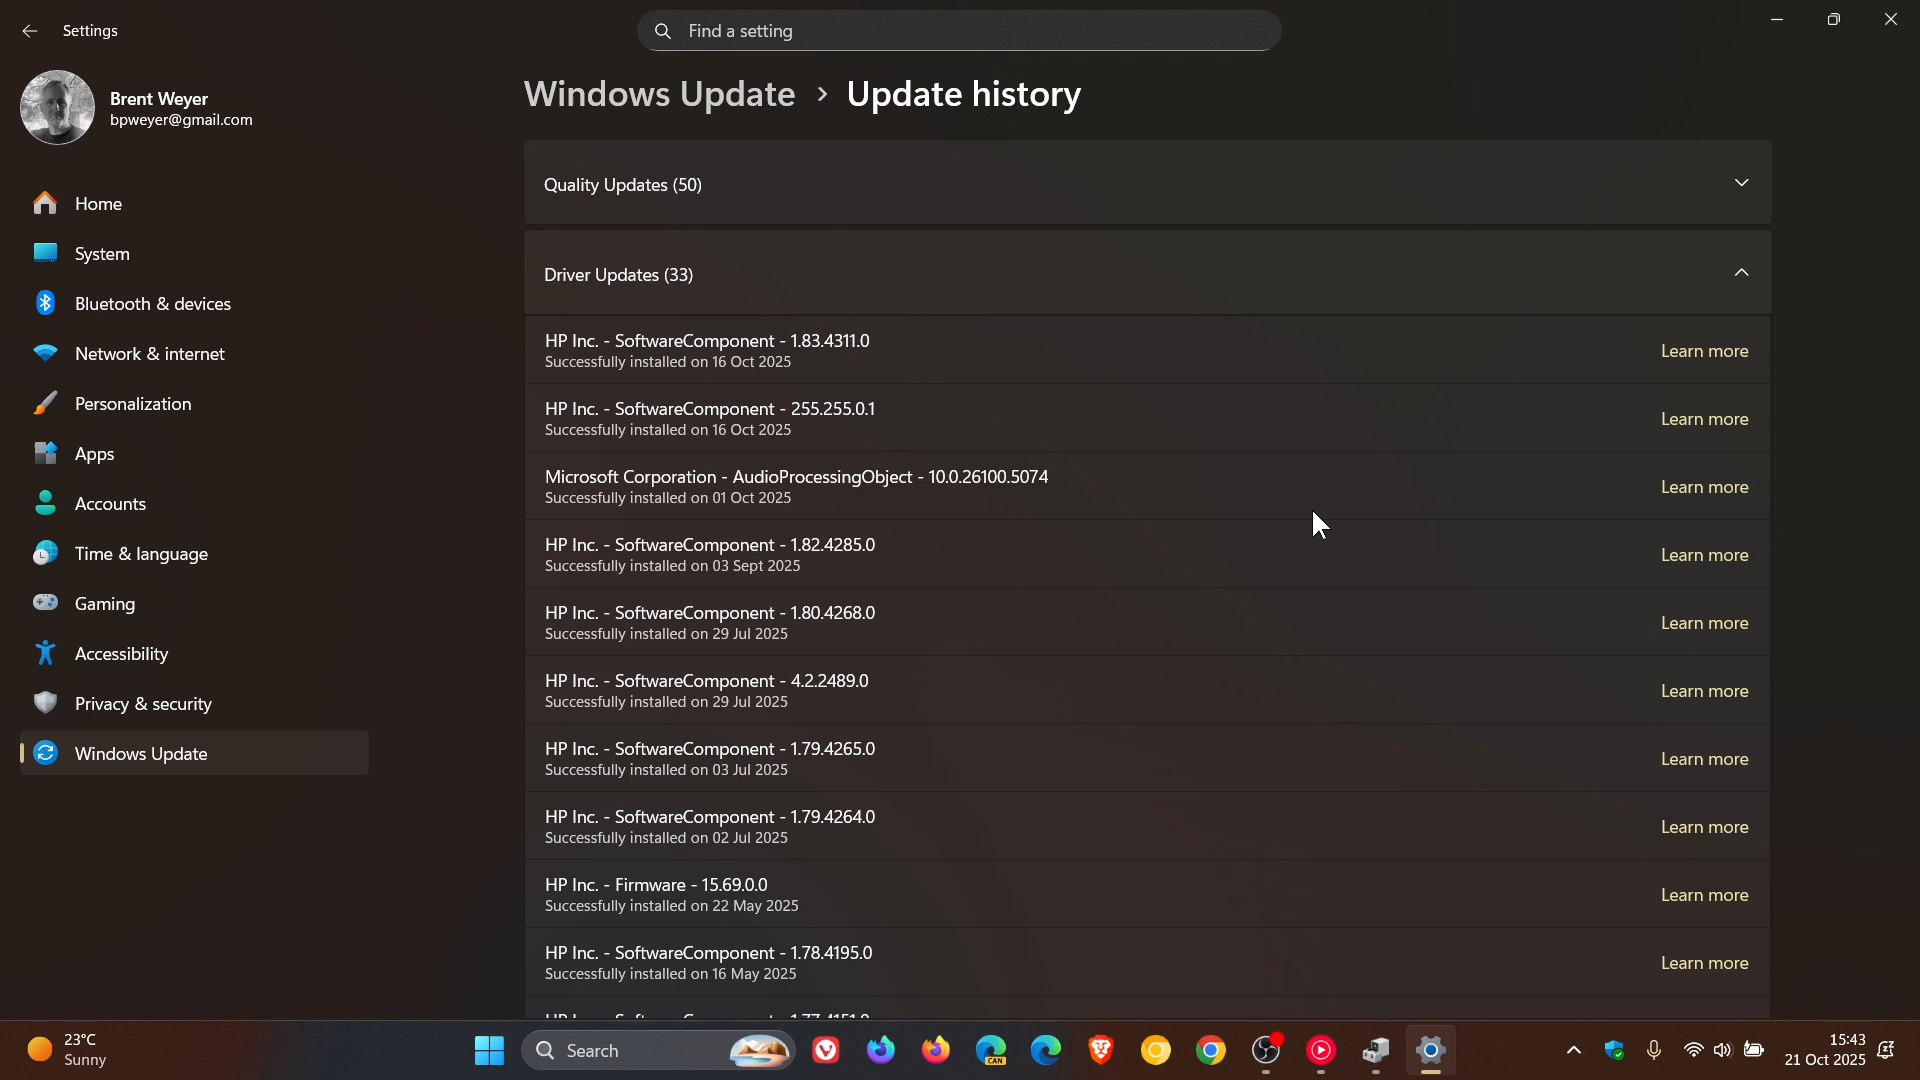 Settings
Find a setting
Brent Weyer
bpweyer@gmail.com
Home
System
Bluetooth & devices
Network & internet
Personalization
Apps
Accounts
Time & language
Gaming
Accessibility
Privacy & security
Windows Update
Windows Update > Update history
Quality Updates (50)
Driver Updates (33)
HP Inc. - SoftwareComponent - 1.83.4311.0
Successfully installed on 16 Oct 2025
Learn more
HP Inc. - SoftwareComponent - 255.255.0.1
Successfully installed on 16 Oct 2025
Learn more
Microsoft Corporation - AudioProcessingObject - 10.0.26100.5074
Successfully installed on 01 Oct 2025
Learn more
HP Inc. - SoftwareComponent - 1.82.4285.0
Successfully installed on 03 Sept 2025
Learn more
HP Inc. - SoftwareComponent - 1.80.4268.0
Successfully installed on 29 Jul 2025
Learn more
HP Inc. - SoftwareComponent - 4.2.2489.0
Successfully installed on 29 Jul 2025
Learn more
HP Inc. - SoftwareComponent - 1.79.4265.0
Successfully installed on 03 Jul 2025
Learn more
HP Inc. - SoftwareComponent - 1.79.4264.0
Successfully installed on 02 Jul 2025
Learn more
HP Inc. - Firmware - 15.69.0.0
Successfully installed on 22 May 2025
Learn more
HP Inc. - SoftwareComponent - 1.78.4195.0
Successfully installed on 16 May 2025
Learn more
23°C
Sunny
Search
CAN
15:43
21 Oct 2025